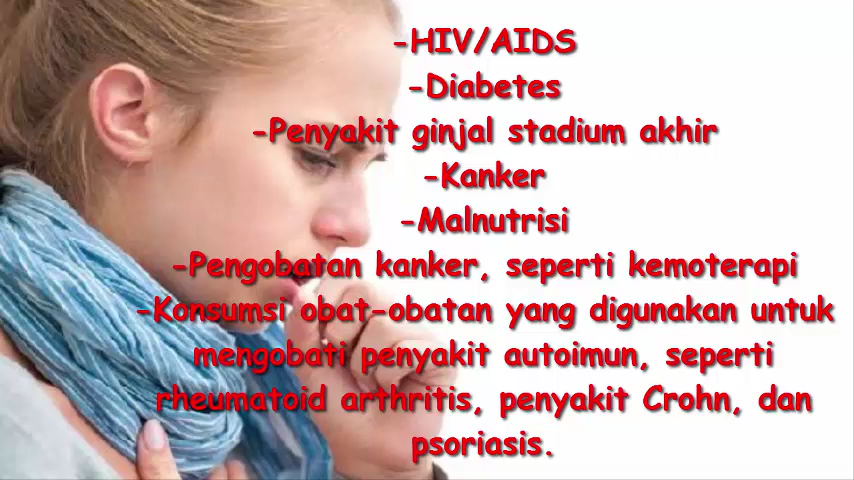 -HIV/AIDS
-Diabetes
-Penyakit ginjal stadium akhir
-Kanker
-Malnutrisi
-Pengobatan kanker, seperti kemoterapi
-Konsumsi obat-obatan yang digunakan untuk
mengobati penyakit autoimun, seperti
rheumatoid arthritis, penyakit Crohn, dan
psoriasis.